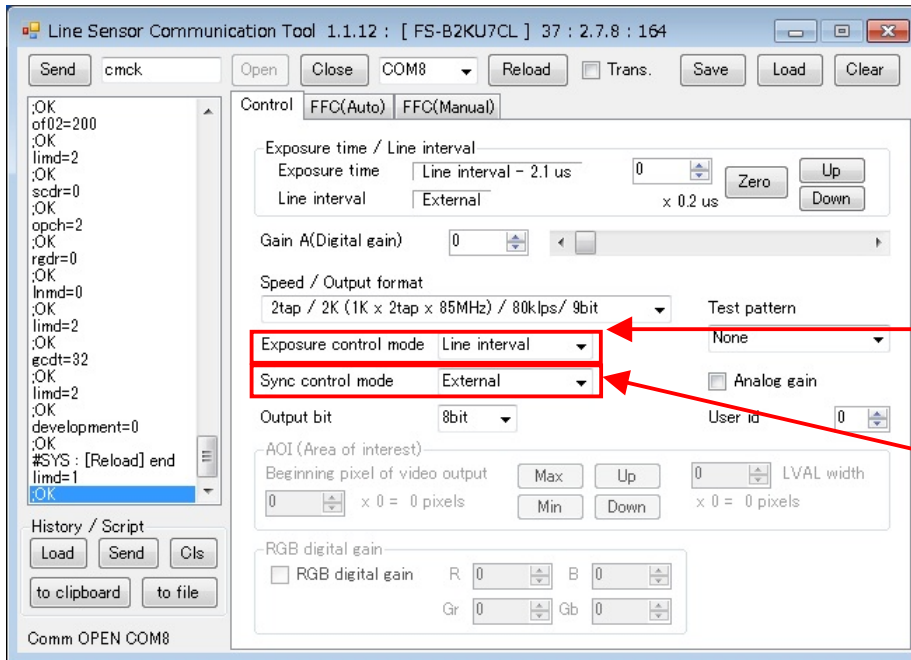 Line Sensor Communication Tool 1.1.12 : [ FS-B2KU7CL ] 37 : 2.7.8 : 164
Send cmck Open Close COM8 Reload Trans. Save Load Clear
;OK
of02=200
;OK
limd=2
;OK
scdr=0
;OK
opch=2
;OK
rgdr=0
;OK
lnmd=0
;OK
limd=2
;OK
gcdt=32
;OK
limd=2
;OK
development=0
;OK
#SYS : [Reload] end
limd=1
;OK
History / Script
Load Send Cls
to clipboard to file
Comm OPEN COM8
Control FFC(Auto) FFC(Manual)
Exposure time / Line interval
Exposure time Line interval - 2.1 us 0 Zero Up
Line interval External x 0.2 us Down
Gain A(Digital gain) 0
Speed / Output format
2tap / 2K (1K x 2tap x 85MHz) / 80klps/ 9bit Test pattern
Exposure control mode Line interval None
Sync control mode External Analog gain
Output bit 8bit User id 0
AOI (Area of interest)
Beginning pixel of video output Max Up 0 LVAL width
0 x 0 = 0 pixels Min Down x 0 = 0 pixels
RGB digital gain
RGB digital gain R 0 B 0
Gr 0 Gb 0